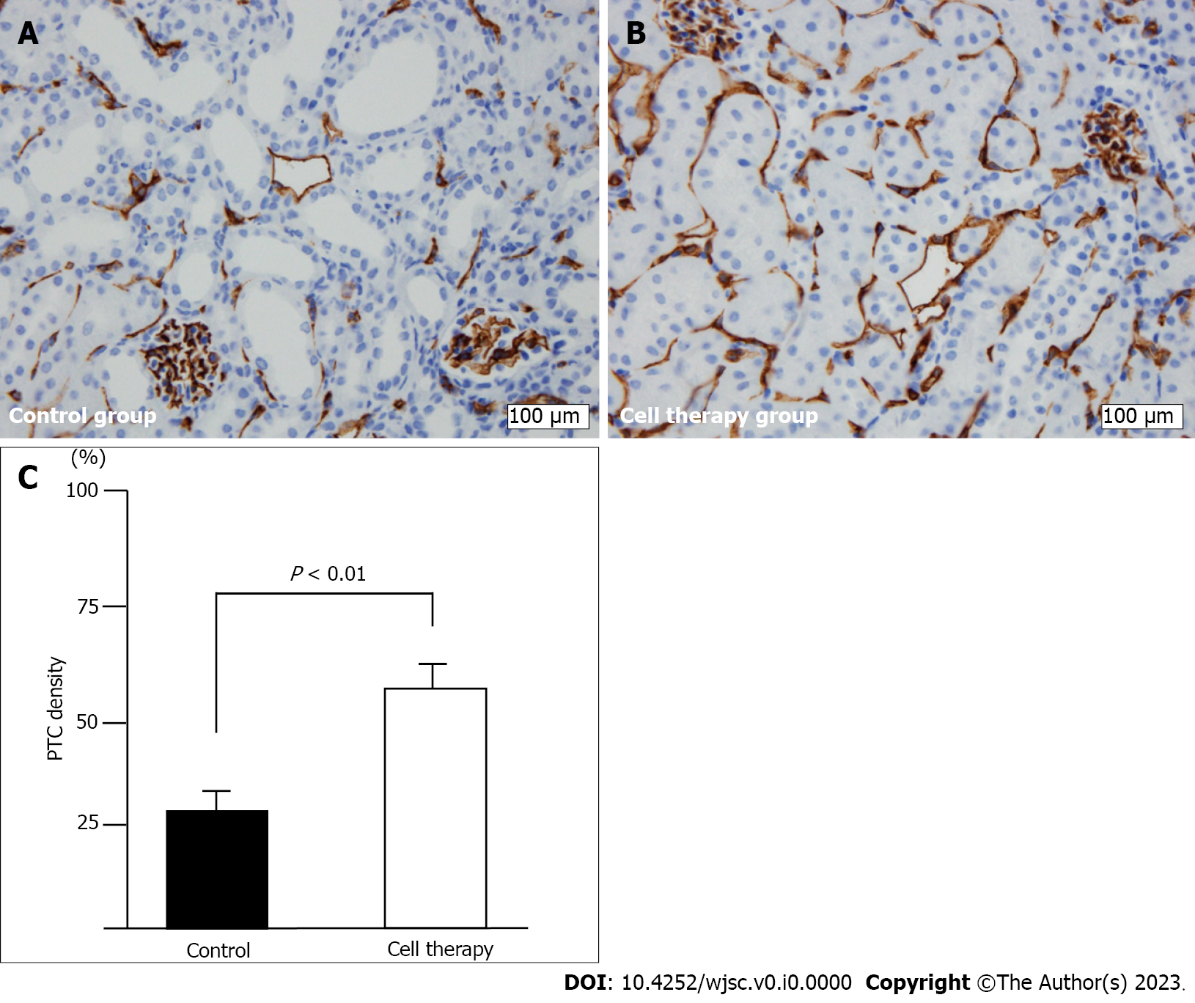 A
Control group
100 µm
B
Cell therapy group
100 µm
C
(%)
100
75
50
25
PTC density
P < 0.01
Control
Cell therapy
DOI: 10.4252/wjsc.v0.i0.0000 Copyright ©The Author(s) 2023.